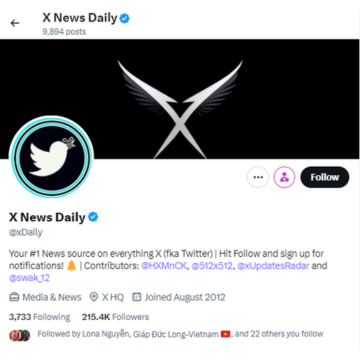 X News Daily
9,894 posts
Follow
X News Daily
@xDaily
Your #1 News source on everything X (fka Twitter) | Hit Follow and sign up for
notifications! 🔔 | Contributors: @HXMnCK, @512x512, @xUpdatesRadar and
@swak_12
Media & News X HQ Joined August 2012
3,733 Following 215.4K Followers
Followed by Lona Nguyễn, Giáp Đức Long-Vietnam 🇻🇳, and 22 others you follow